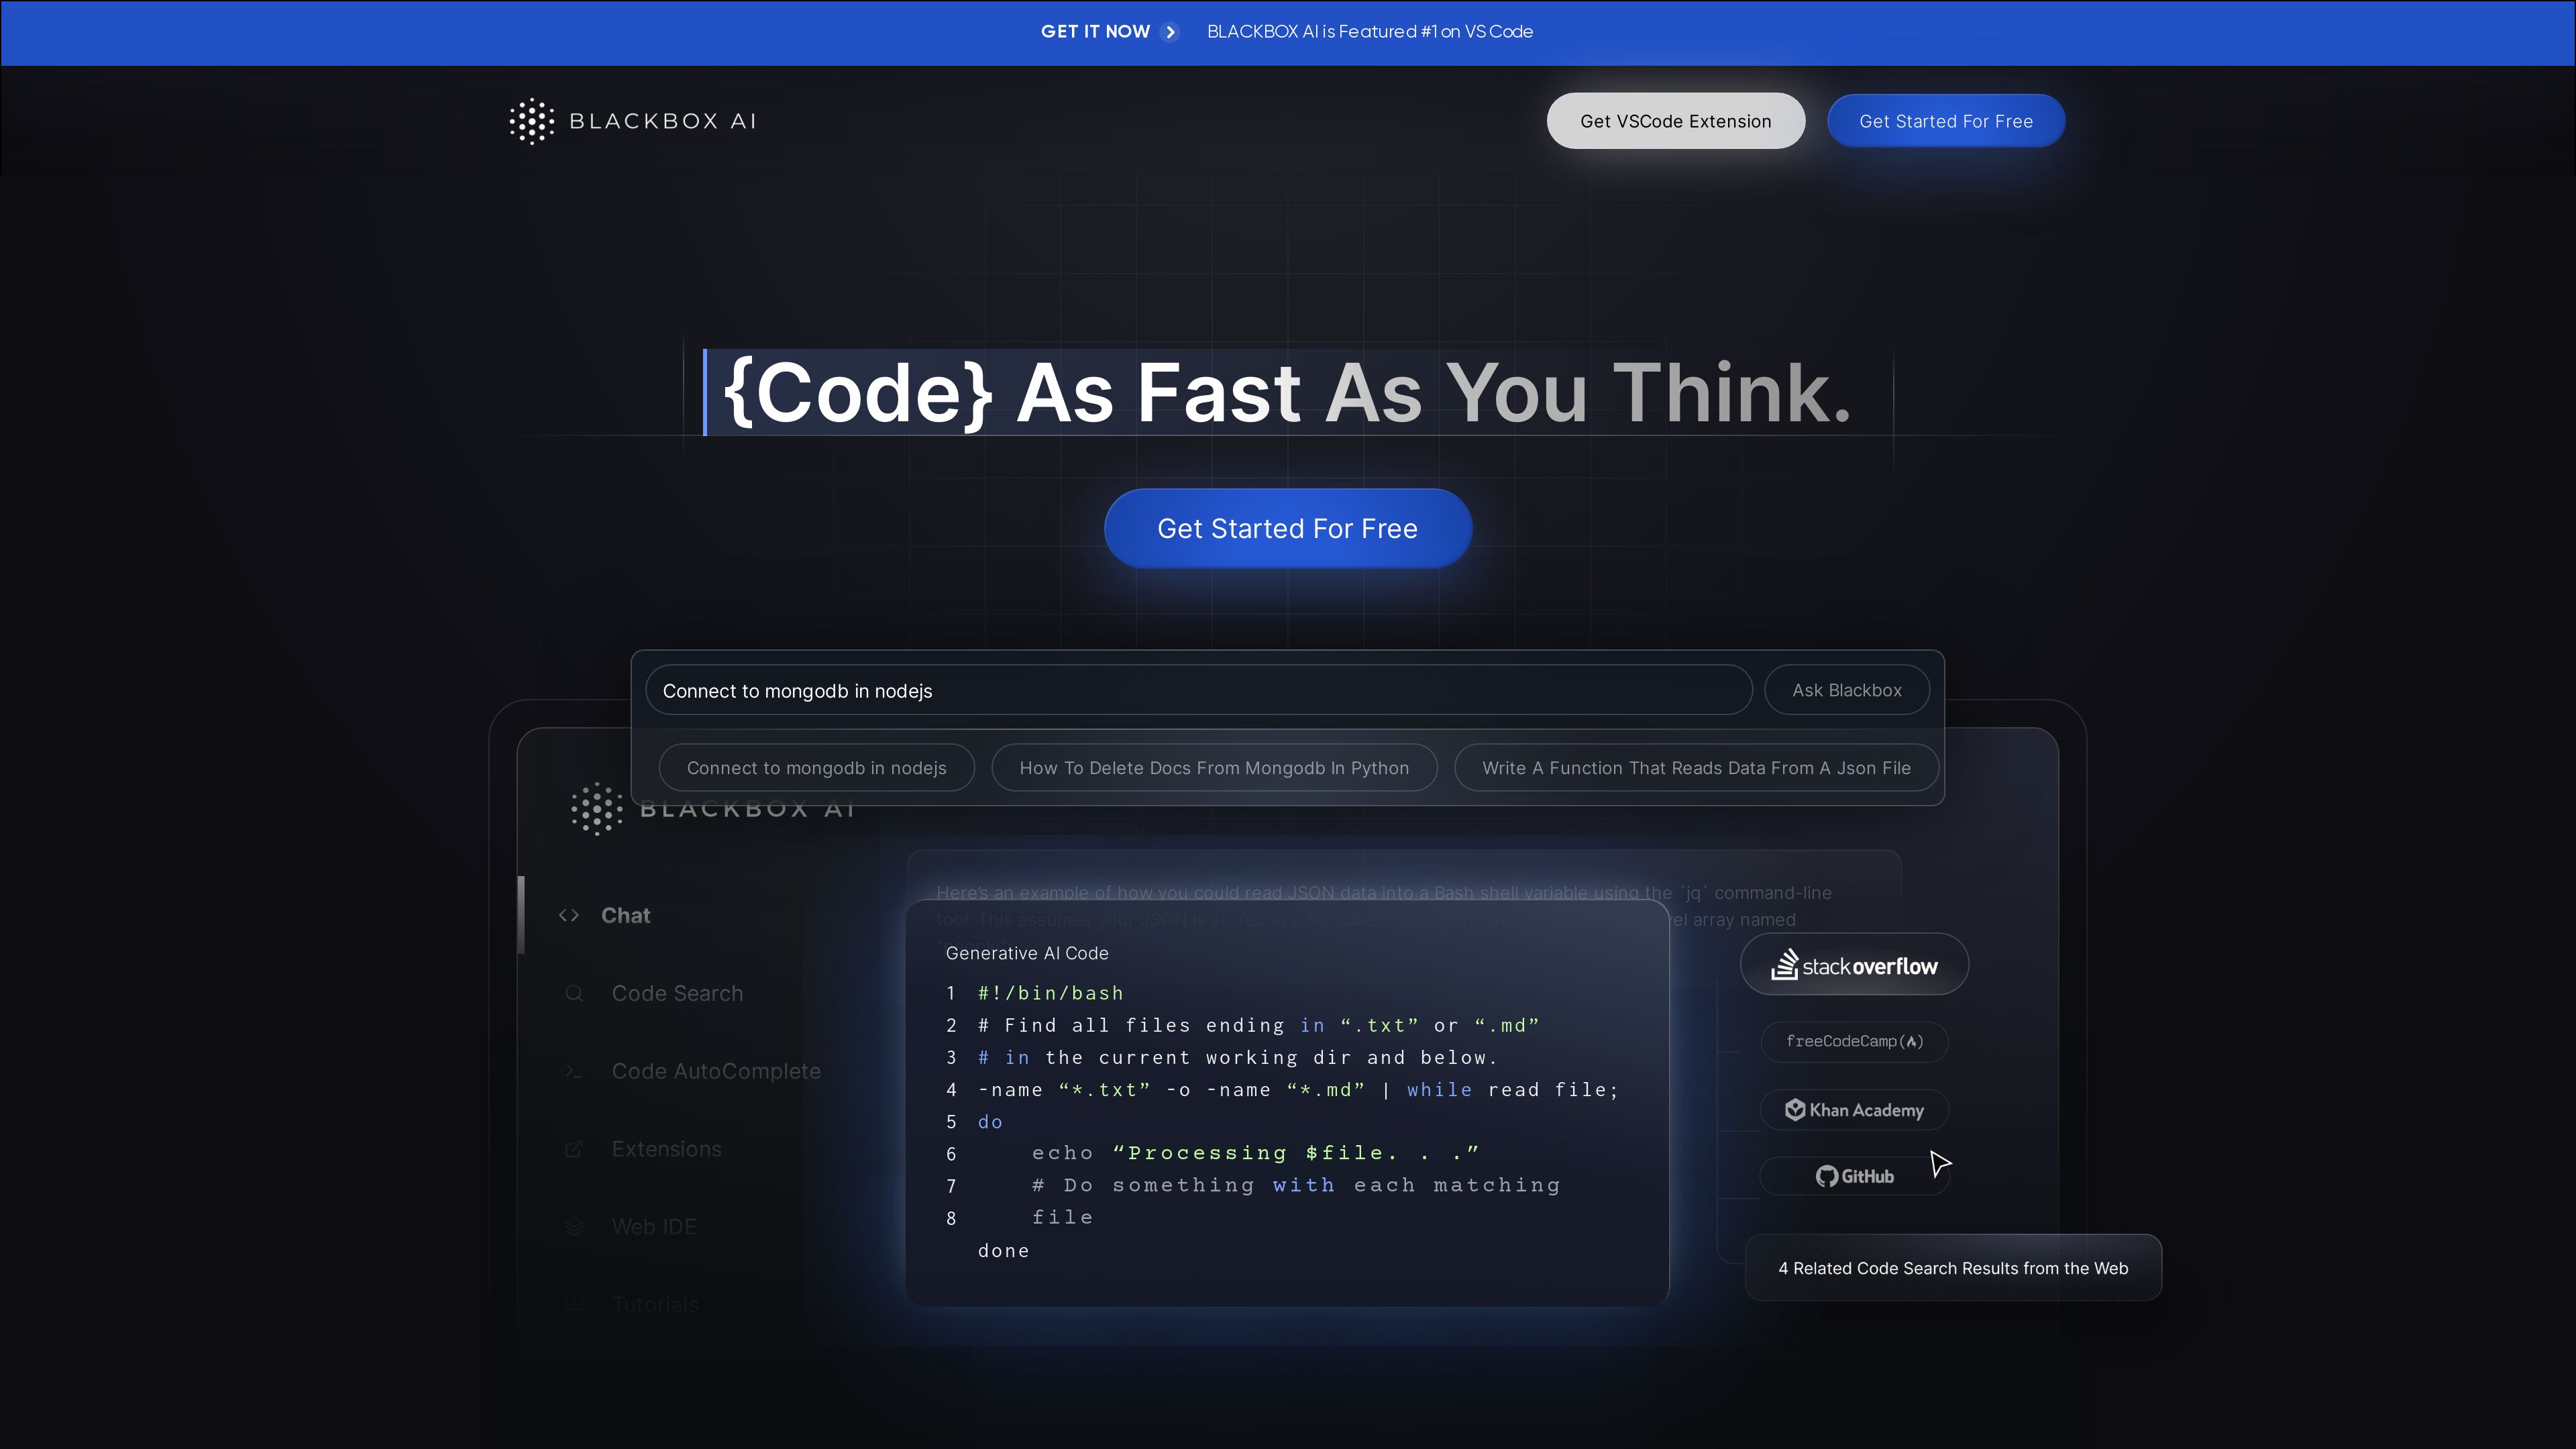 GET IT NOW BLACKBOX AI is Featured #1 on VS Code
BLACKBOX AI
Get VSCode Extension
Get Started For Free
{Code} As Fast As You Think.
Get Started For Free
Connect to mongodb in nodejs
Ask Blackbox
Connect to mongodb in nodejs
How To Delete Docs From Mongodb In Python
Write A Function That Reads Data From A Json File
BLACKBOX AI
Chat
Code Search
Code AutoComplete
Extensions
Web IDE
Tutorials
Here's an example of how you could read JSON data into a Bash shell variable using the `jq` command-line
tool. This assumes your JSON is stored in a array named
Generative AI Code
1 #!/bin/bash
2 # Find all files ending in “.txt” or “.md”
3 # in the current working dir and below.
4 -name “*.txt” -o -name “*.md” | while read file;
5 do
6 echo “Processing $file. . .”
7 # Do something with each matching
8 file
done
stackoverflow
freeCodeCamp(🔥)
Khan Academy
GitHub
4 Related Code Search Results from the Web